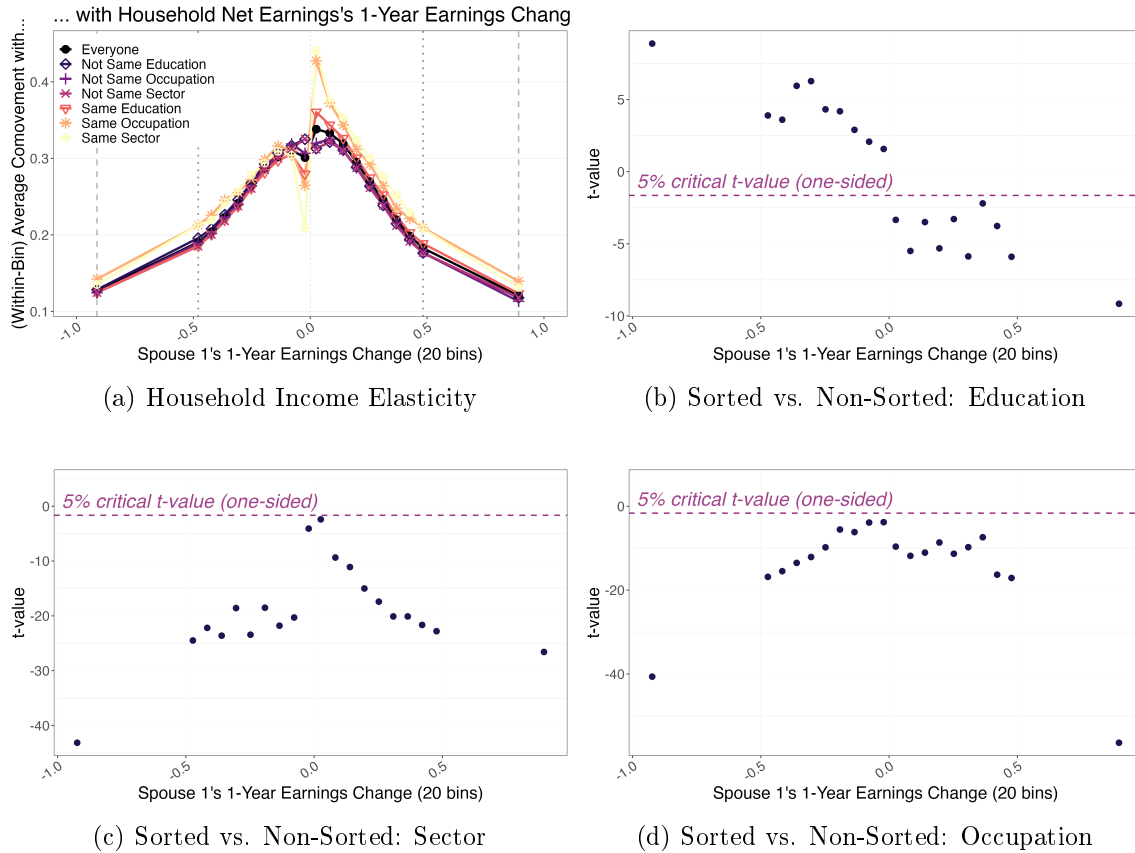 ... with Household Net Earnings's 1-Year Earnings Chang
(Within-Bin) Average Comovement with...
Everyone
Not Same Education
Not Same Occupation
Not Same Sector
Same Education
Same Occupation
Same Sector
0.4
0.3
0.2
0.1
-1.0
-0.5
0.0
0.5
1.0
Spouse 1's 1-Year Earnings Change (20 bins)
(a) Household Income Elasticity
t-value
5
0
-5
-10
5% critical t-value (one-sided)
-1.0
-0.5
0.0
0.5
Spouse 1's 1-Year Earnings Change (20 bins)
(b) Sorted vs. Non-Sorted: Education
t-value
0
-10
-20
-30
-40
5% critical t-value (one-sided)
-1.0
-0.5
0.0
0.5
Spouse 1's 1-Year Earnings Change (20 bins)
(c) Sorted vs. Non-Sorted: Sector
t-value
0
-20
-40
5% critical t-value (one-sided)
-1.0
-0.5
0.0
0.5
Spouse 1's 1-Year Earnings Change (20 bins)
(d) Sorted vs. Non-Sorted: Occupation